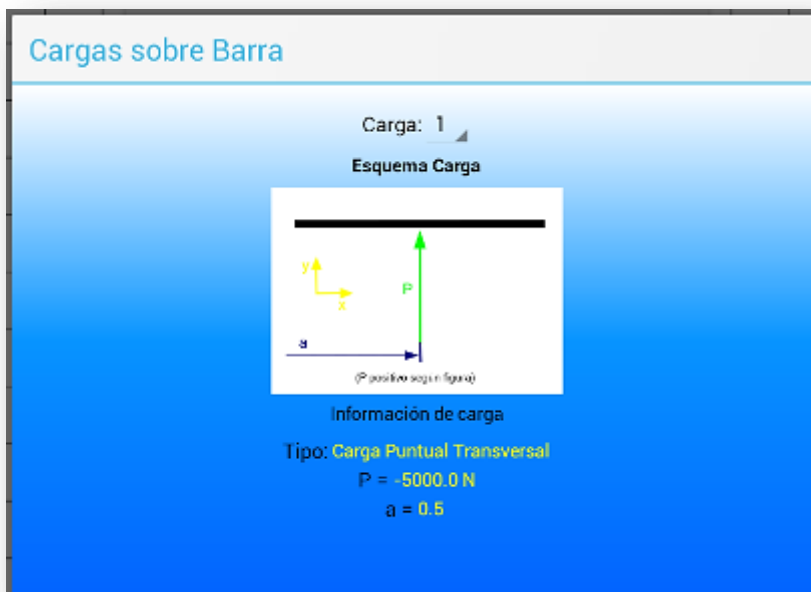 Cargas sobre Barra
Carga: 1
Esquema Carga
y
x
P
a
(P positivo segun figura)
Información de carga
Tipo: Carga Puntual Transversal
P = -5000.0 N
a = 0.5